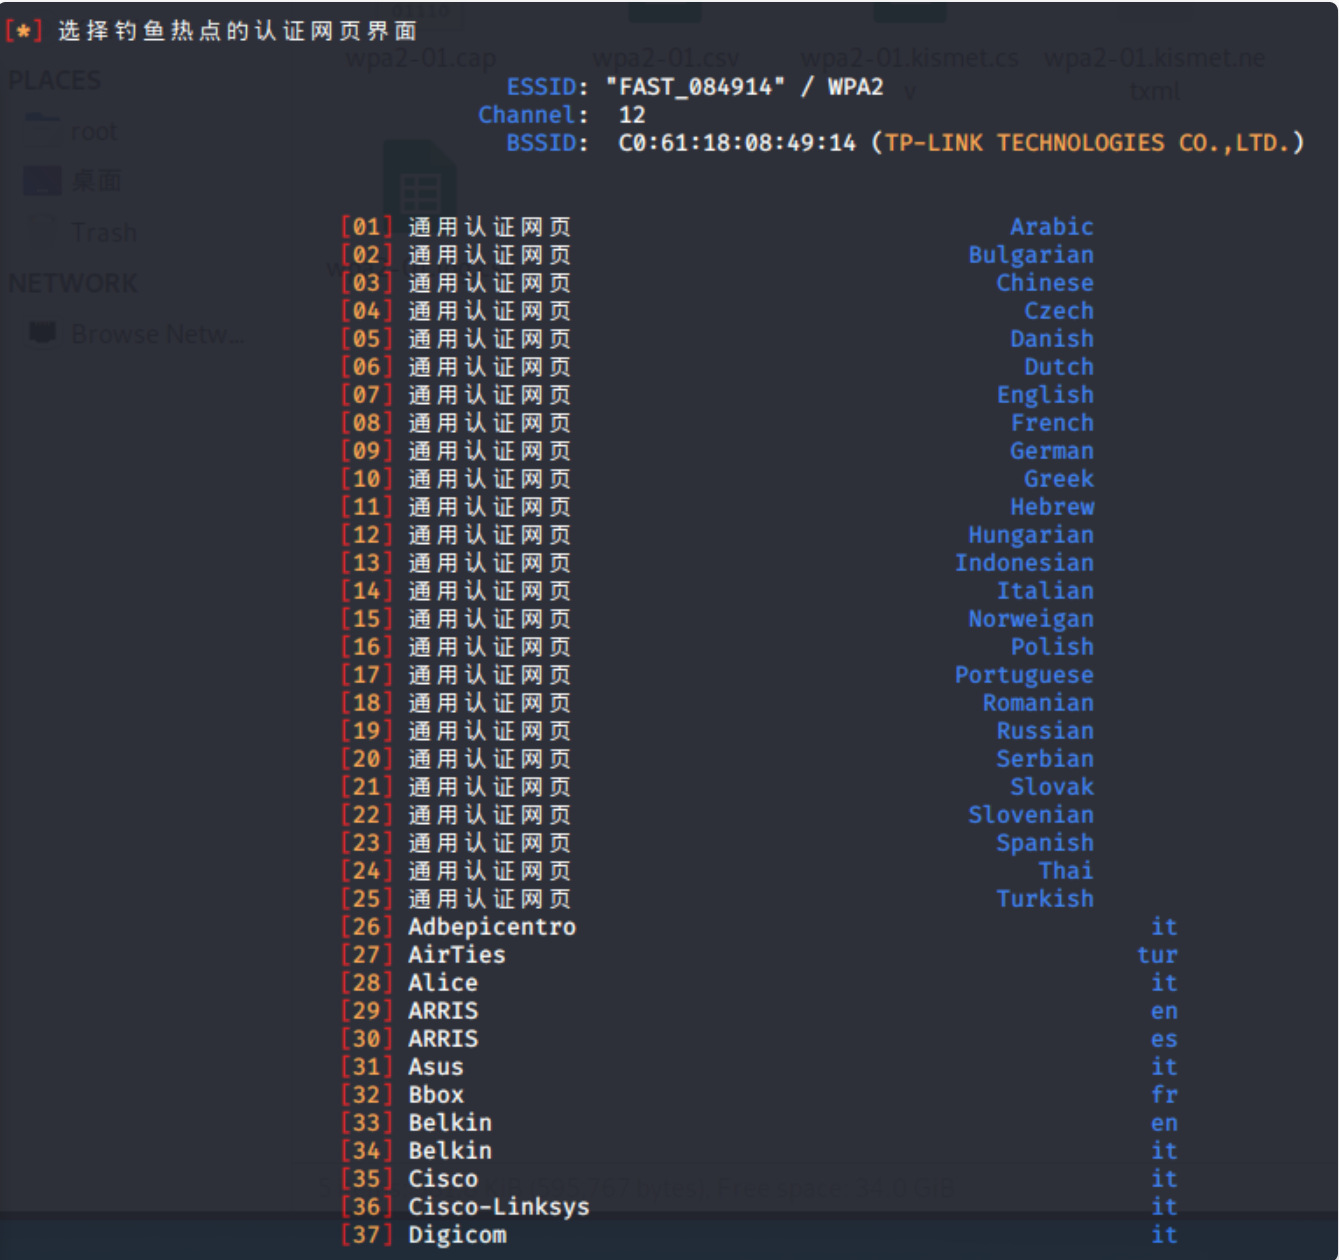 [*] 选择钓鱼热点的认证网页界面
wpa2-01.cap wpa2-01.csv wpa2-01.kismet.cs wpa2-01.kismet.ne
v txml
PLACES
root
桌面
Trash
NETWORK
Browse Netw...
ESSID: "FAST_084914" / WPA2
Channel: 12
BSSID: C0:61:18:08:49:14 (TP-LINK TECHNOLOGIES CO.,LTD.)
[01] 通用认证网页 Arabic
[02] 通用认证网页 Bulgarian
[03] 通用认证网页 Chinese
[04] 通用认证网页 Czech
[05] 通用认证网页 Danish
[06] 通用认证网页 Dutch
[07] 通用认证网页 English
[08] 通用认证网页 French
[09] 通用认证网页 German
[10] 通用认证网页 Greek
[11] 通用认证网页 Hebrew
[12] 通用认证网页 Hungarian
[13] 通用认证网页 Indonesian
[14] 通用认证网页 Italian
[15] 通用认证网页 Norweigan
[16] 通用认证网页 Polish
[17] 通用认证网页 Portuguese
[18] 通用认证网页 Romanian
[19] 通用认证网页 Russian
[20] 通用认证网页 Serbian
[21] 通用认证网页 Slovak
[22] 通用认证网页 Slovenian
[23] 通用认证网页 Spanish
[24] 通用认证网页 Thai
[25] 通用认证网页 Turkish
[26] Adbepicentro it
[27] AirTies tur
[28] Alice it
[29] ARRIS en
[30] ARRIS es
[31] Asus it
[32] Bbox fr
[33] Belkin en
[34] Belkin it
[35] Cisco it
[36] Cisco-Linksys it
[37] Digicom it
bytes), Free space: 34.0 GiB